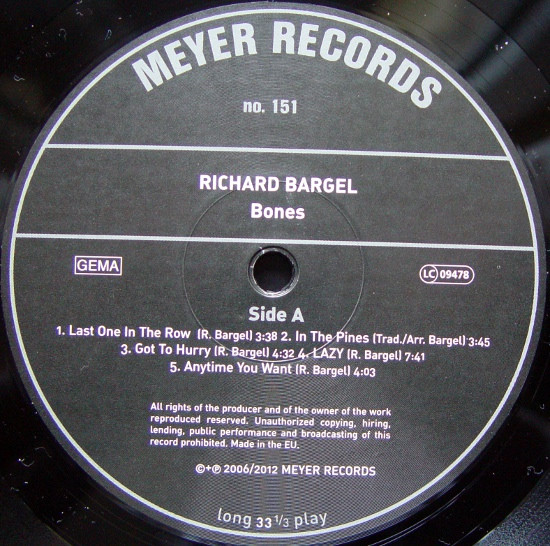 MEYER RECORDS
no. 151
RICHARD BARGEL
Bones
GEMA
LC 09478
Side A
1. Last One In The Row (R. Bargel) 3:38 2. In The Pines (Trad./Arr. Bargel) 3:45
3. Got To Hurry (R. Bargel) 4:32 4. LAZY (R. Bargel) 7:41
5. Anytime You Want (R. Bargel) 4:03
All rights of the producer and of the owner of the work
reproduced reserved. Unauthorized copying, hiring,
lending, public performance and broadcasting of this
record prohibited. Made in the EU.
©+℗ 2006/2012 MEYER RECORDS
long 33 1/3 play